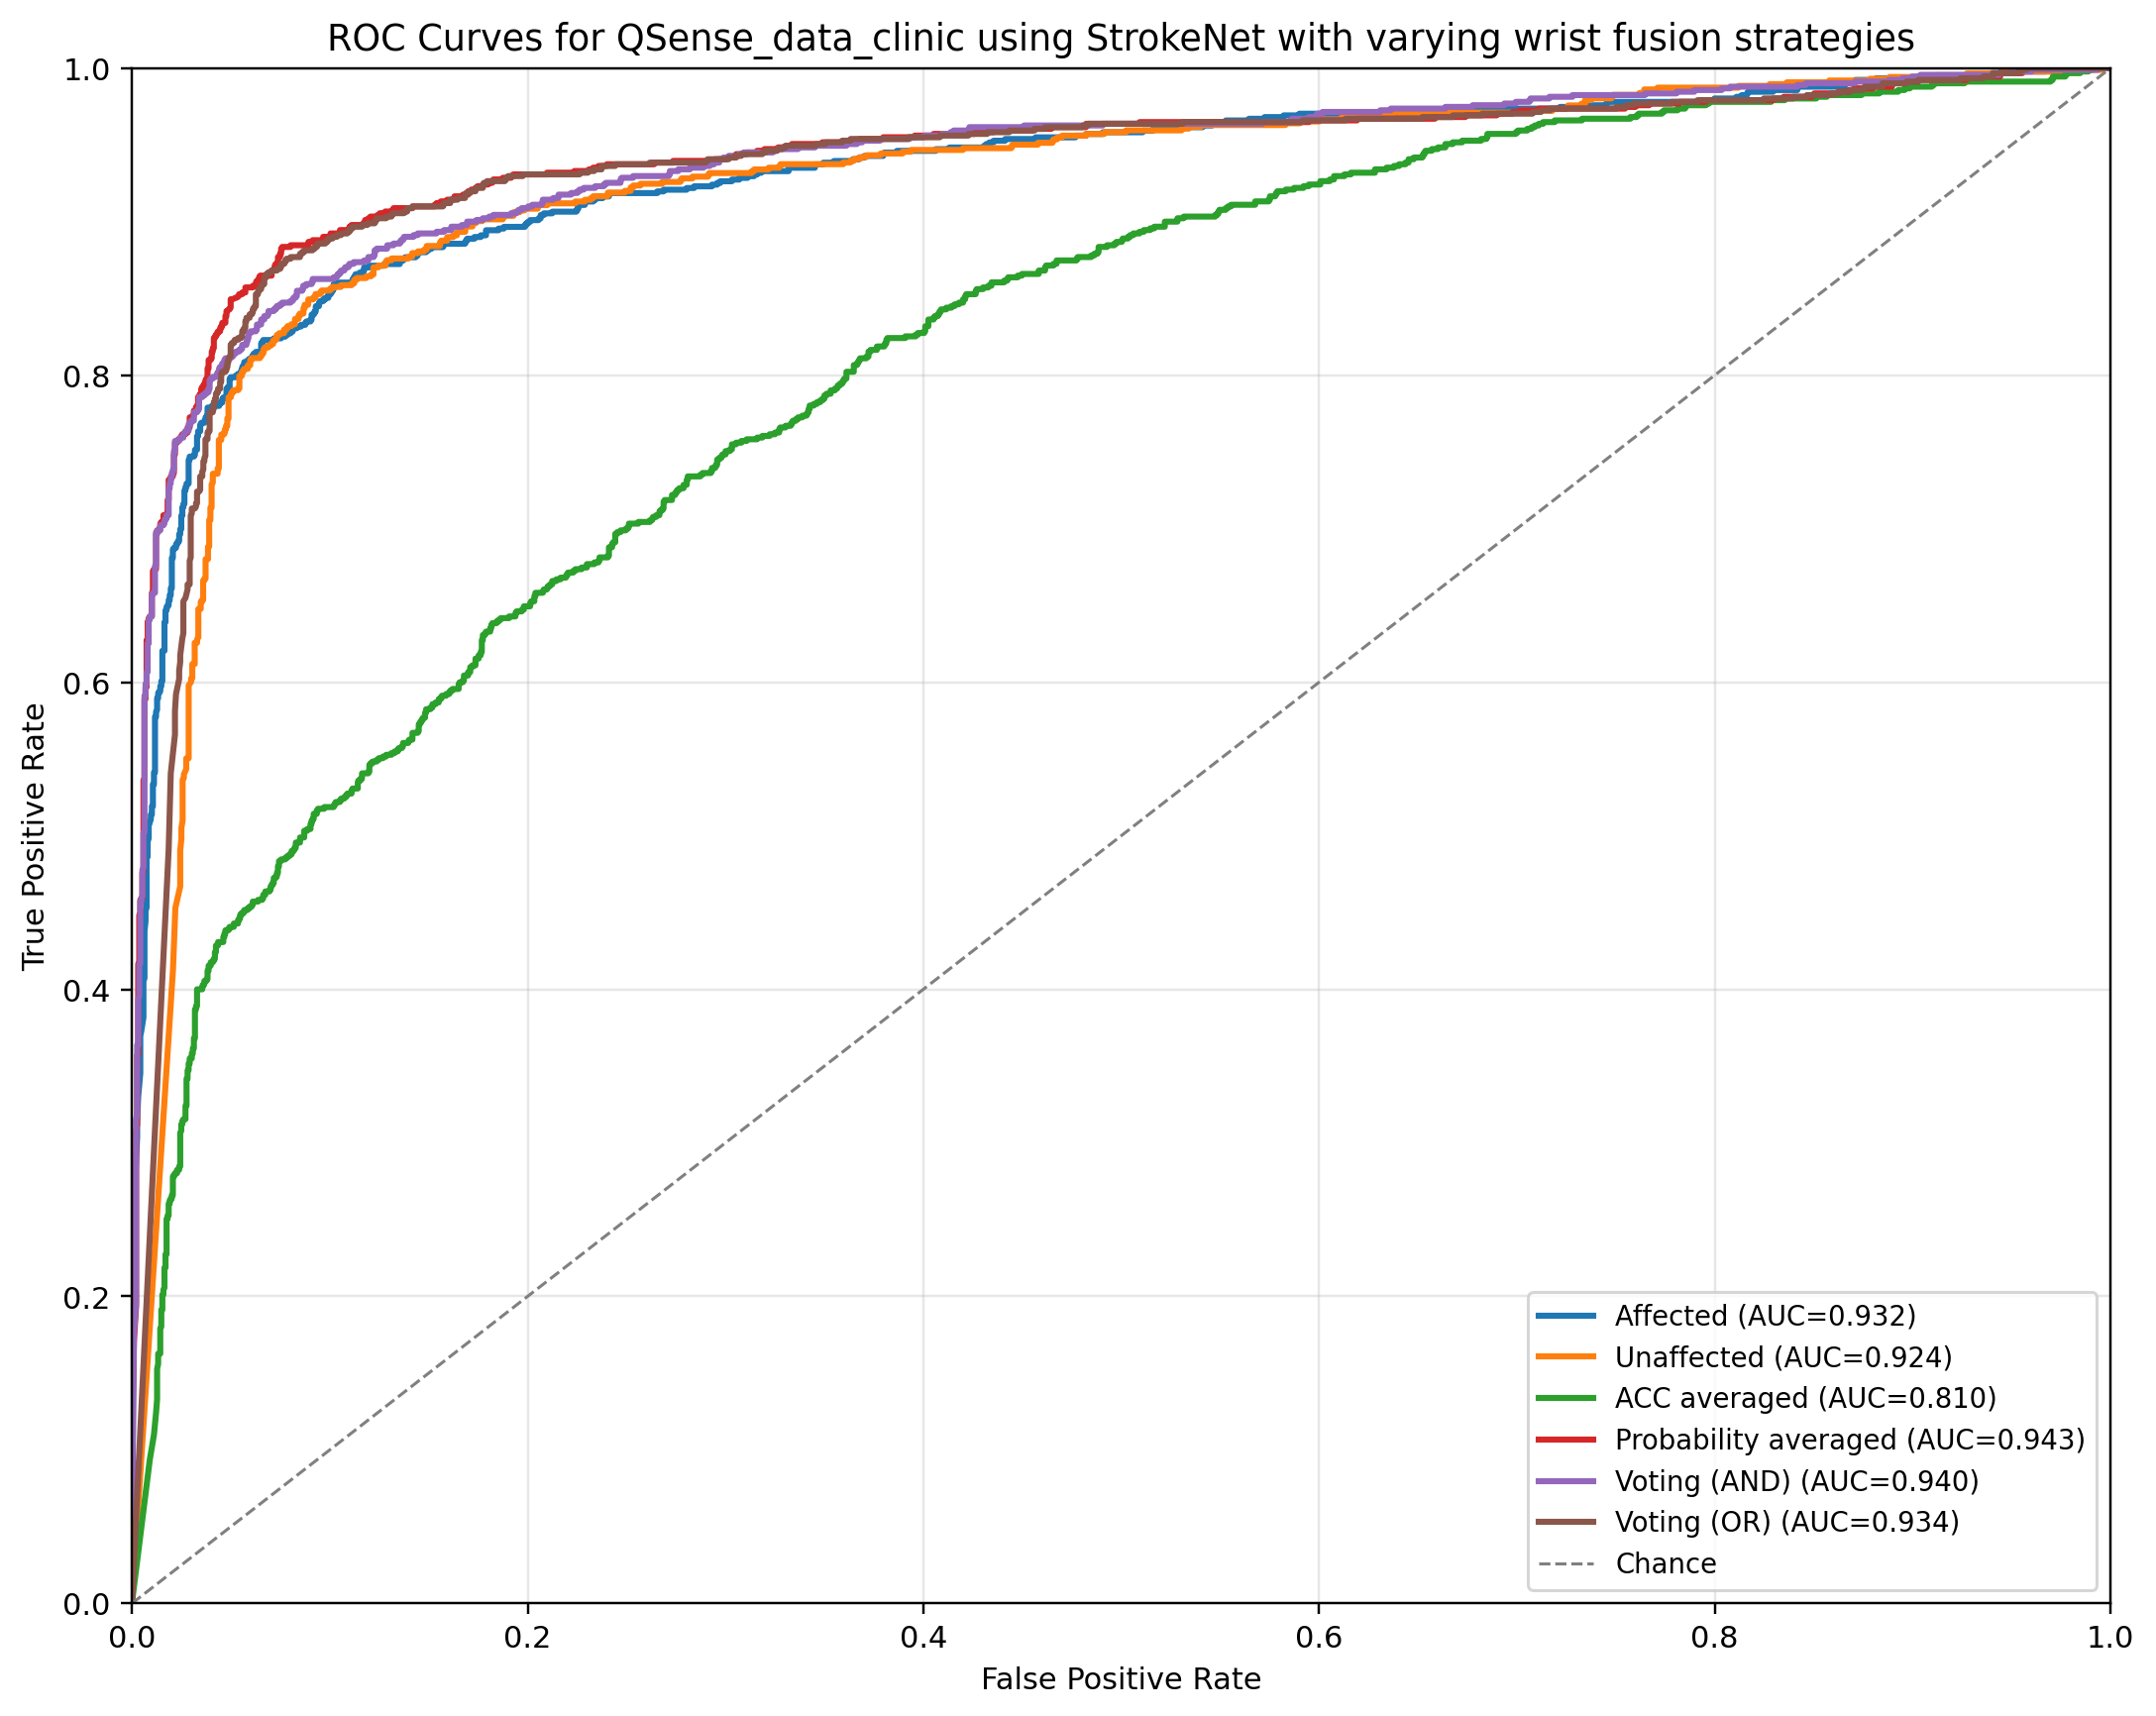 ROC Curves for QSense_data_clinic using StrokeNet with varying wrist fusion strategies
1.0
0.8
0.6
0.4
0.2
0.0
True Positive Rate
0.0 0.2 0.4 0.6 0.8 1.0
False Positive Rate
Affected (AUC=0.932)
Unaffected (AUC=0.924)
ACC averaged (AUC=0.810)
Probability averaged (AUC=0.943)
Voting (AND) (AUC=0.940)
Voting (OR) (AUC=0.934)
Chance